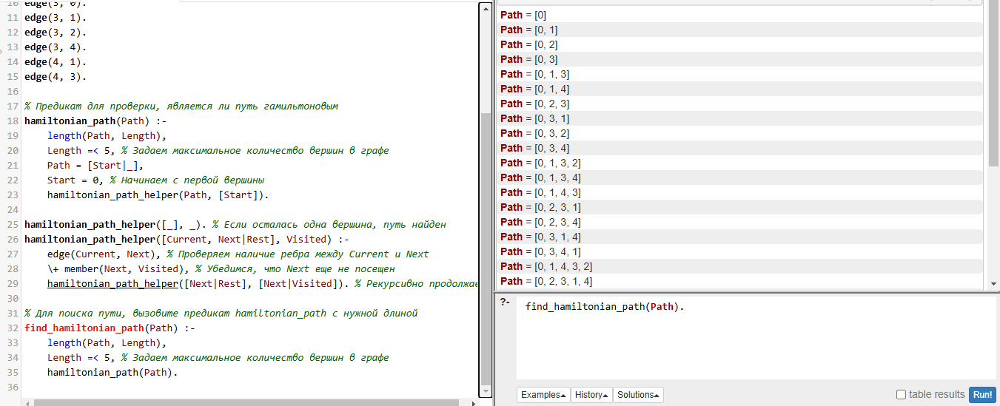 10 edge(3, 0).
11 edge(3, 1).
12 edge(3, 2).
13 edge(3, 4).
14 edge(4, 1).
15 edge(4, 3).
16
17 % Предикат для проверки, является ли путь гамильтоновым
18 hamiltonian_path(Path) :-
19 length(Path, Length),
20 Length =< 5, % Задаем максимальное количество вершин в графе
21 Path = [Start|_],
22 Start = 0, % Начинаем с первой вершины
23 hamiltonian_path_helper(Path, [Start]).
24
25 hamiltonian_path_helper([_], _). % Если осталась одна вершина, путь найден
26 hamiltonian_path_helper([Current, Next|Rest], Visited) :-
27 edge(Current, Next), % Проверяем наличие ребра между Current и Next
28 \+ member(Next, Visited), % Убедимся, что Next еще не посещен
29 hamiltonian_path_helper([Next|Rest], [Next|Visited]). % Рекурсивно продолжае
30
31 % Для поиска пути, вызовите предикат hamiltonian_path с нужной длиной
32 find_hamiltonian_path(Path) :-
33 length(Path, Length),
34 Length =< 5, % Задаем максимальное количество вершин в графе
35 hamiltonian_path(Path).
36
Path = [0]
Path = [0, 1]
Path = [0, 2]
Path = [0, 3]
Path = [0, 1, 3]
Path = [0, 1, 4]
Path = [0, 2, 3]
Path = [0, 3, 1]
Path = [0, 3, 2]
Path = [0, 3, 4]
Path = [0, 1, 3, 2]
Path = [0, 1, 3, 4]
Path = [0, 1, 4, 3]
Path = [0, 2, 3, 1]
Path = [0, 2, 3, 4]
Path = [0, 3, 1, 4]
Path = [0, 3, 4, 1]
Path = [0, 1, 4, 3, 2]
Path = [0, 2, 3, 1, 4]
?- find_hamiltonian_path(Path).
Examples History Solutions table results Run!